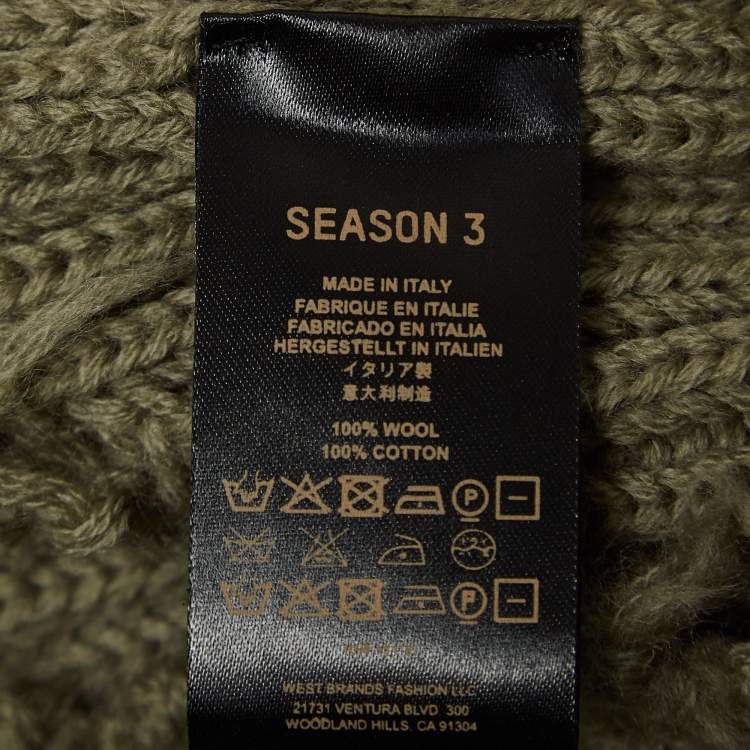 SEASON 3
MADE IN ITALY
FABRIQUE EN ITALIE
FABRICADO EN ITALIA
HERGESTELLT IN ITALIEN
イタリア製
意大利制造
100% WOOL
100% COTTON
P
P
WEST BRANDS FASHION LLC
21731 VENTURA BLVD. 300
WOODLAND HILLS, CA 91304